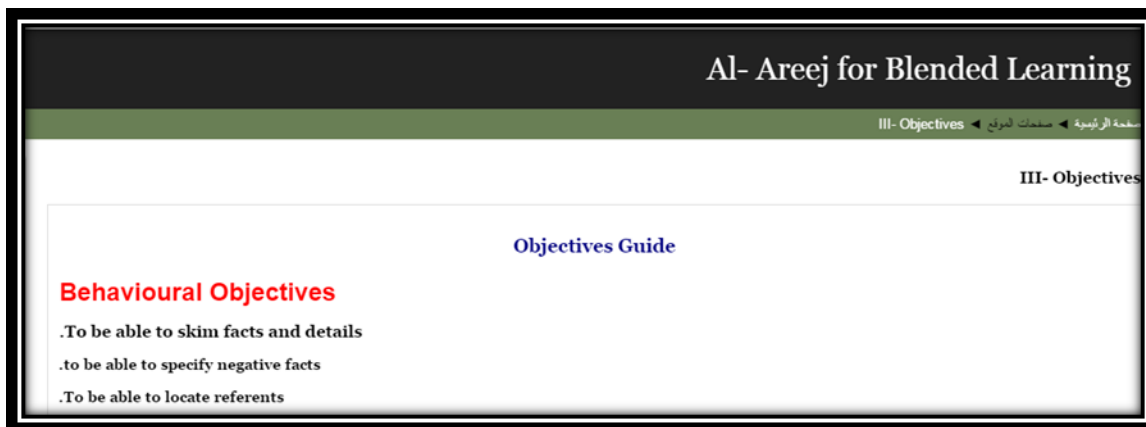 Al- Areej for Blended Learning
صفحة الرئيسية ◄ صفحات الموقع ◄ III- Objectives
III- Objectives
Objectives Guide
Behavioural Objectives
.To be able to skim facts and details
.to be able to specify negative facts
.To be able to locate referents